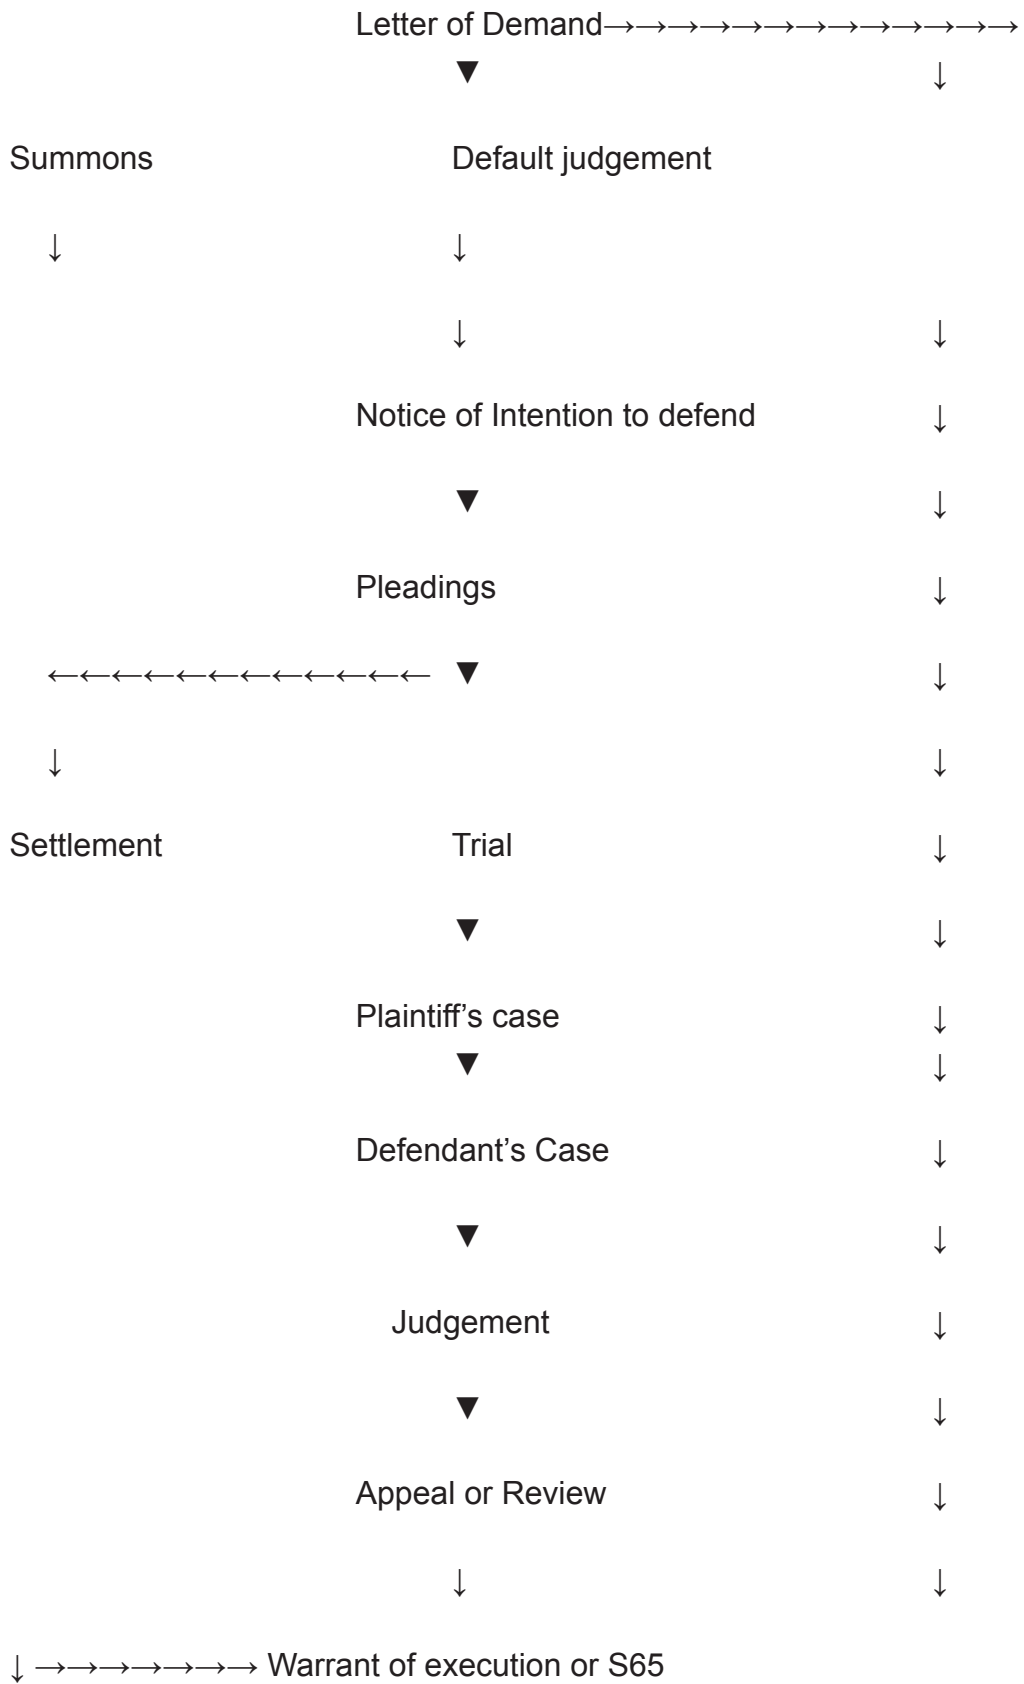 Letter of Demand→→→→→→→→→→→→→
▼ ↓
Summons Default judgement
↓ ↓
↓ ↓
Notice of Intention to defend ↓
▼ ↓
Pleadings ↓
←←←←←←←←←←←← ▼ ↓
↓ ↓
Settlement Trial ↓
▼ ↓
Plaintiff’s case ↓
▼ ↓
Defendant’s Case ↓
▼ ↓
Judgement ↓
▼ ↓
Appeal or Review ↓
↓ ↓
↓ →→→→→→→ Warrant of execution or S65